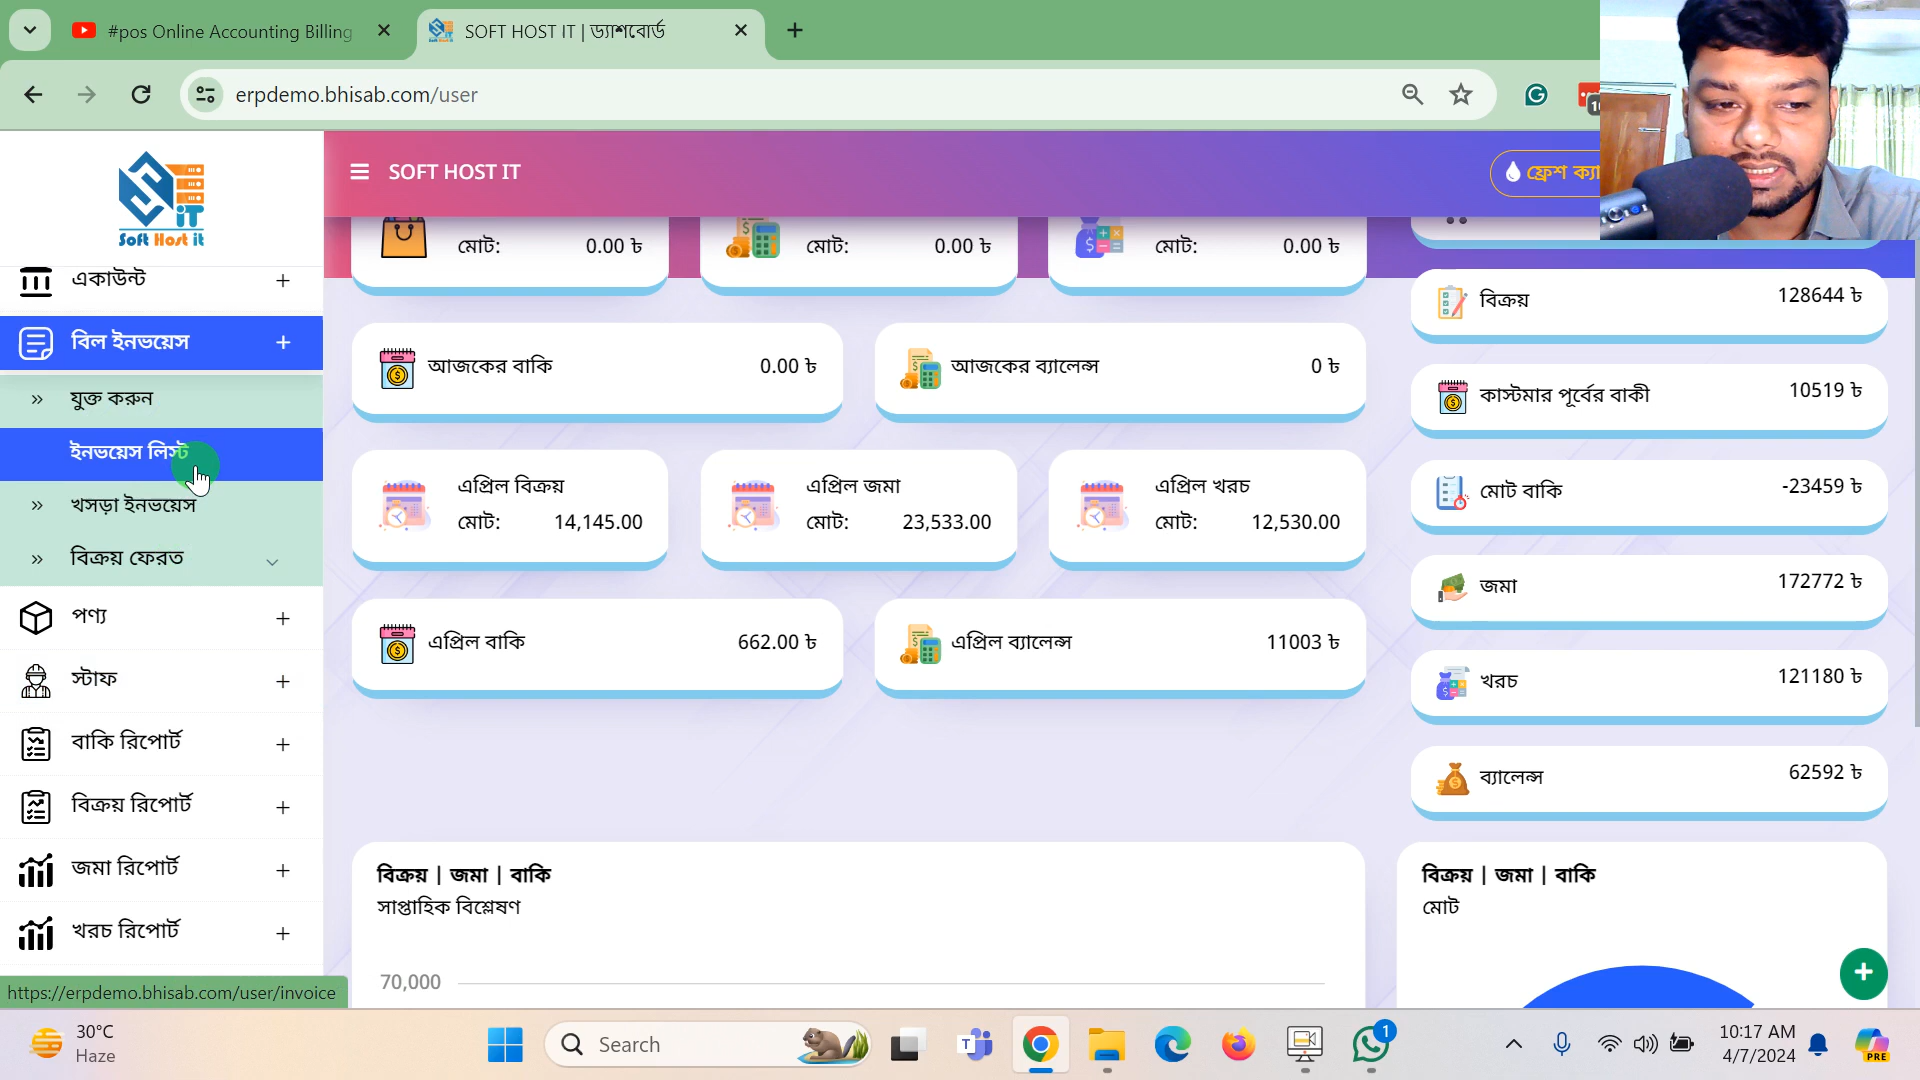 #pos Online Accounting Billing
SOFT HOST IT | ড্যাশবোর্ড
erpdemo.bhisab.com/user
Soft Host it
SOFT HOST IT
একাউন্ট
বিল ইনভয়েস
যুক্ত করুন
ইনভয়েস লিস্ট
খসড়া ইনভয়েস
বিক্রয় ফেরত
পণ্য
স্টাফ
বাকি রিপোর্ট
বিক্রয় রিপোর্ট
জমা রিপোর্ট
খরচ রিপোর্ট
https://erpdemo.bhisab.com/user/invoice
মোট: 0.00 ৳
মোট: 0.00 ৳
মোট: 0.00 ৳
আজকের বাকি 0.00 ৳
আজকের ব্যালেন্স 0 ৳
এপ্রিল বিক্রয়
মোট: 14,145.00
এপ্রিল জমা
মোট: 23,533.00
এপ্রিল খরচ
মোট: 12,530.00
এপ্রিল বাকি 662.00 ৳
এপ্রিল ব্যালেন্স 11003 ৳
বিক্রয় 128644 ৳
কাস্টমার পূর্বের বাকী 10519 ৳
মোট বাকি -23459 ৳
জমা 172772 ৳
খরচ 121180 ৳
ব্যালেন্স 62592 ৳
বিক্রয় | জমা | বাকি
সাপ্তাহিক বিশ্লেষণ
70,000
বিক্রয় | জমা | বাকি
মোট
30°C
Haze
Search
1
10:17 AM
4/7/2024
PRE